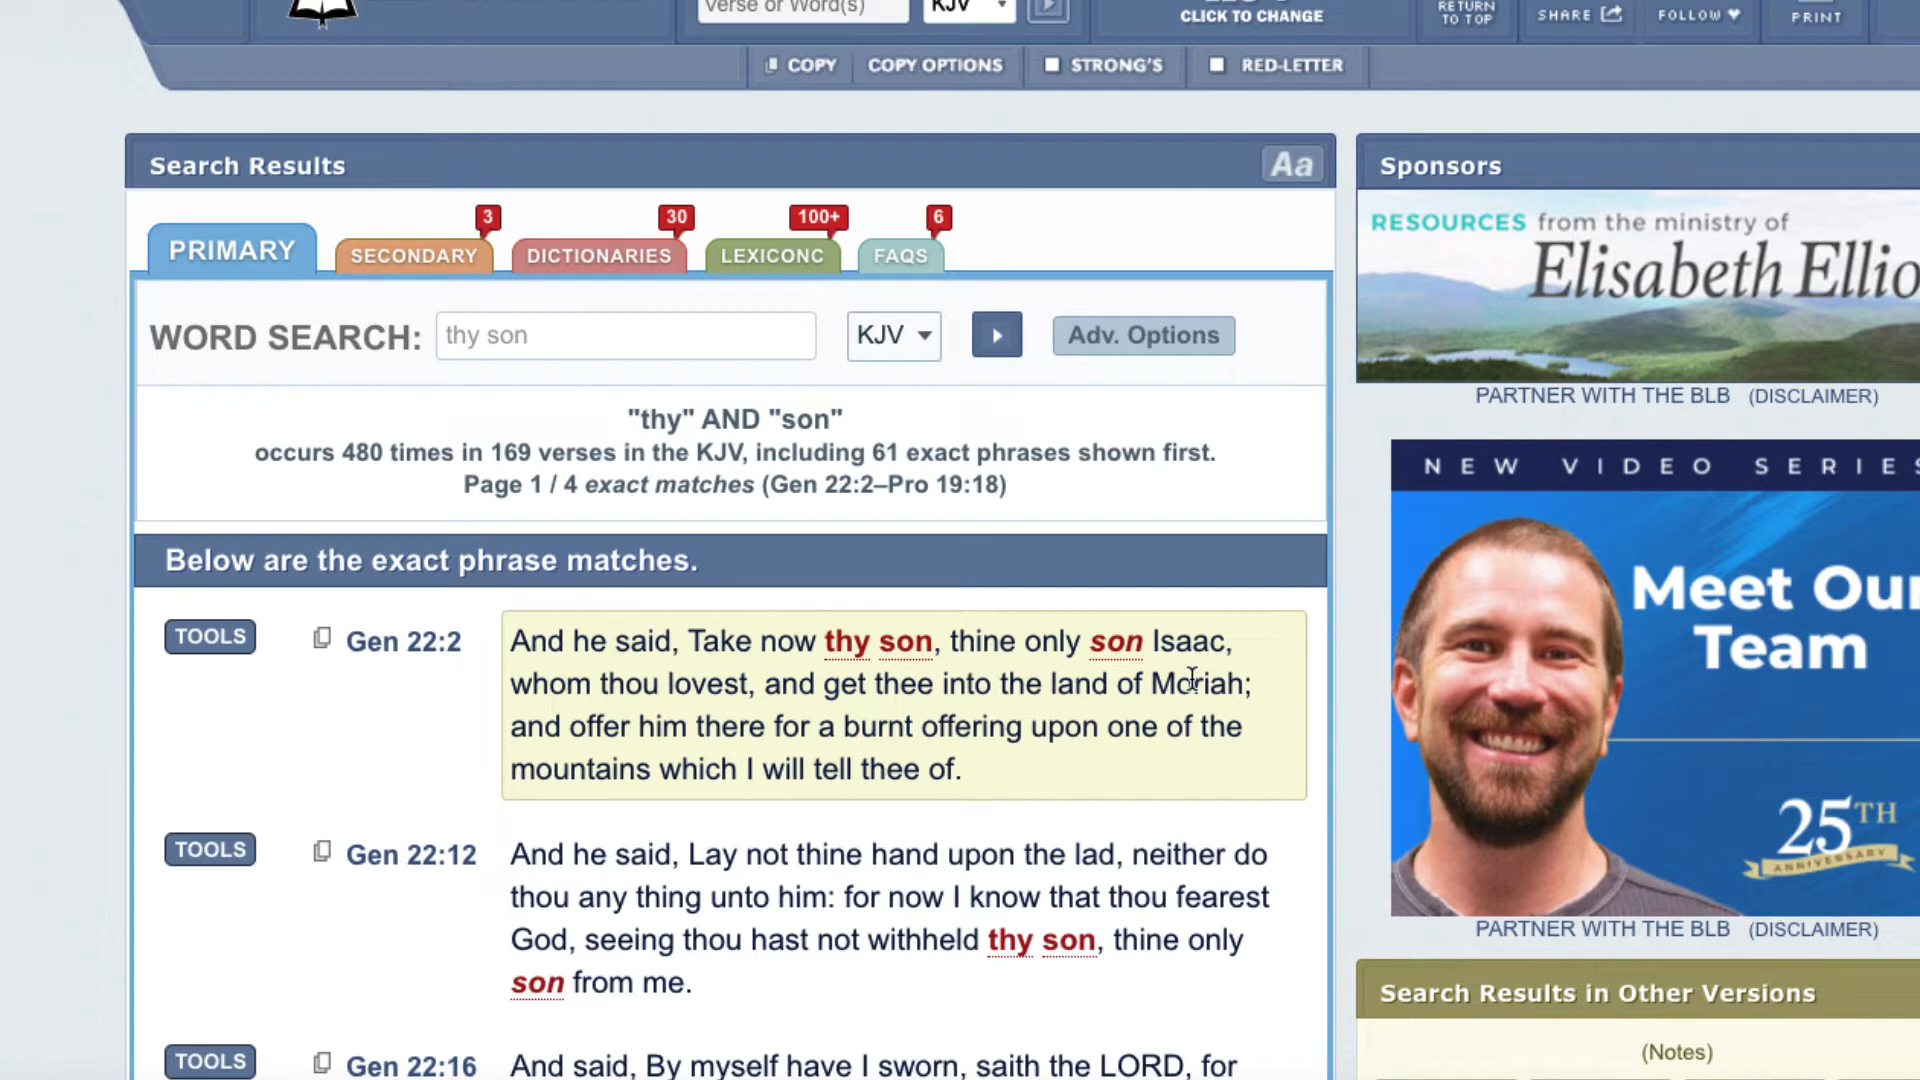 Verse or Word(s)
KJV
CLICK TO CHANGE
RETURN
TO TOP
SHARE
FOLLOW
PRINT
COPY
COPY OPTIONS
STRONG'S
RED-LETTER
Search Results
Aa
3
30
100+
6
PRIMARY
SECONDARY
DICTIONARIES
LEXICONC
FAQS
WORD SEARCH:
thy son
KJV
Adv. Options
"thy" AND "son"
occurs 480 times in 169 verses in the KJV, including 61 exact phrases shown first.
Page 1 / 4 exact matches (Gen 22:2–Pro 19:18)
Below are the exact phrase matches.
TOOLS
Gen 22:2
And he said, Take now thy son, thine only son Isaac,
whom thou lovest, and get thee into the land of Moriah;
and offer him there for a burnt offering upon one of the
mountains which I will tell thee of.
TOOLS
Gen 22:12
And he said, Lay not thine hand upon the lad, neither do
thou any thing unto him: for now I know that thou fearest
God, seeing thou hast not withheld thy son, thine only
son from me.
TOOLS
Gen 22:16
And said, By myself have I sworn, saith the LORD, for
Sponsors
RESOURCES from the ministry of
Elisabeth Ellio
PARTNER WITH THE BLB (DISCLAIMER)
NEW VIDEO SERIES
Meet Our
Team
25TH
ANNIVERSARY
PARTNER WITH THE BLB (DISCLAIMER)
Search Results in Other Versions
(Notes)